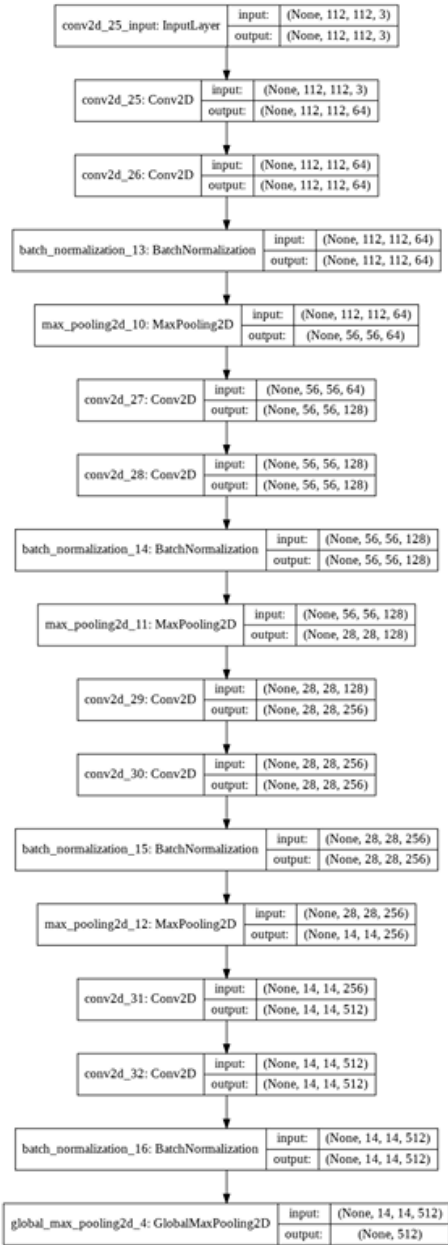 conv2d_25_input: InputLayer input: (None, 112, 112, 3)
output: (None, 112, 112, 3)
conv2d_25: Conv2D input: (None, 112, 112, 3)
output: (None, 112, 112, 64)
conv2d_26: Conv2D input: (None, 112, 112, 64)
output: (None, 112, 112, 64)
batch_normalization_13: BatchNormalization input: (None, 112, 112, 64)
output: (None, 112, 112, 64)
max_pooling2d_10: MaxPooling2D input: (None, 112, 112, 64)
output: (None, 56, 56, 64)
conv2d_27: Conv2D input: (None, 56, 56, 64)
output: (None, 56, 56, 128)
conv2d_28: Conv2D input: (None, 56, 56, 128)
output: (None, 56, 56, 128)
batch_normalization_14: BatchNormalization input: (None, 56, 56, 128)
output: (None, 56, 56, 128)
max_pooling2d_11: MaxPooling2D input: (None, 56, 56, 128)
output: (None, 28, 28, 128)
conv2d_29: Conv2D input: (None, 28, 28, 128)
output: (None, 28, 28, 256)
conv2d_30: Conv2D input: (None, 28, 28, 256)
output: (None, 28, 28, 256)
batch_normalization_15: BatchNormalization input: (None, 28, 28, 256)
output: (None, 28, 28, 256)
max_pooling2d_12: MaxPooling2D input: (None, 28, 28, 256)
output: (None, 14, 14, 256)
conv2d_31: Conv2D input: (None, 14, 14, 256)
output: (None, 14, 14, 512)
conv2d_32: Conv2D input: (None, 14, 14, 512)
output: (None, 14, 14, 512)
batch_normalization_16: BatchNormalization input: (None, 14, 14, 512)
output: (None, 14, 14, 512)
global_max_pooling2d_4: GlobalMaxPooling2D input: (None, 14, 14, 512)
output: (None, 512)